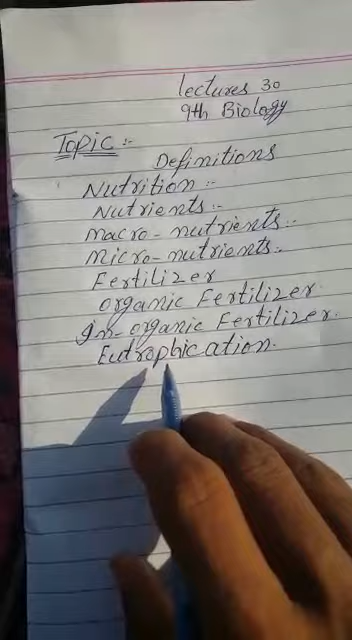 lectures 30
9th Biology
Topic:-
Definitions
Nutrition:-
Nutrients:-
Macro-nutrients:-
Micro-nutrients:-
Fertilizer
organic Fertilizer.
In-organic Fertilizer.
Eutrophication.